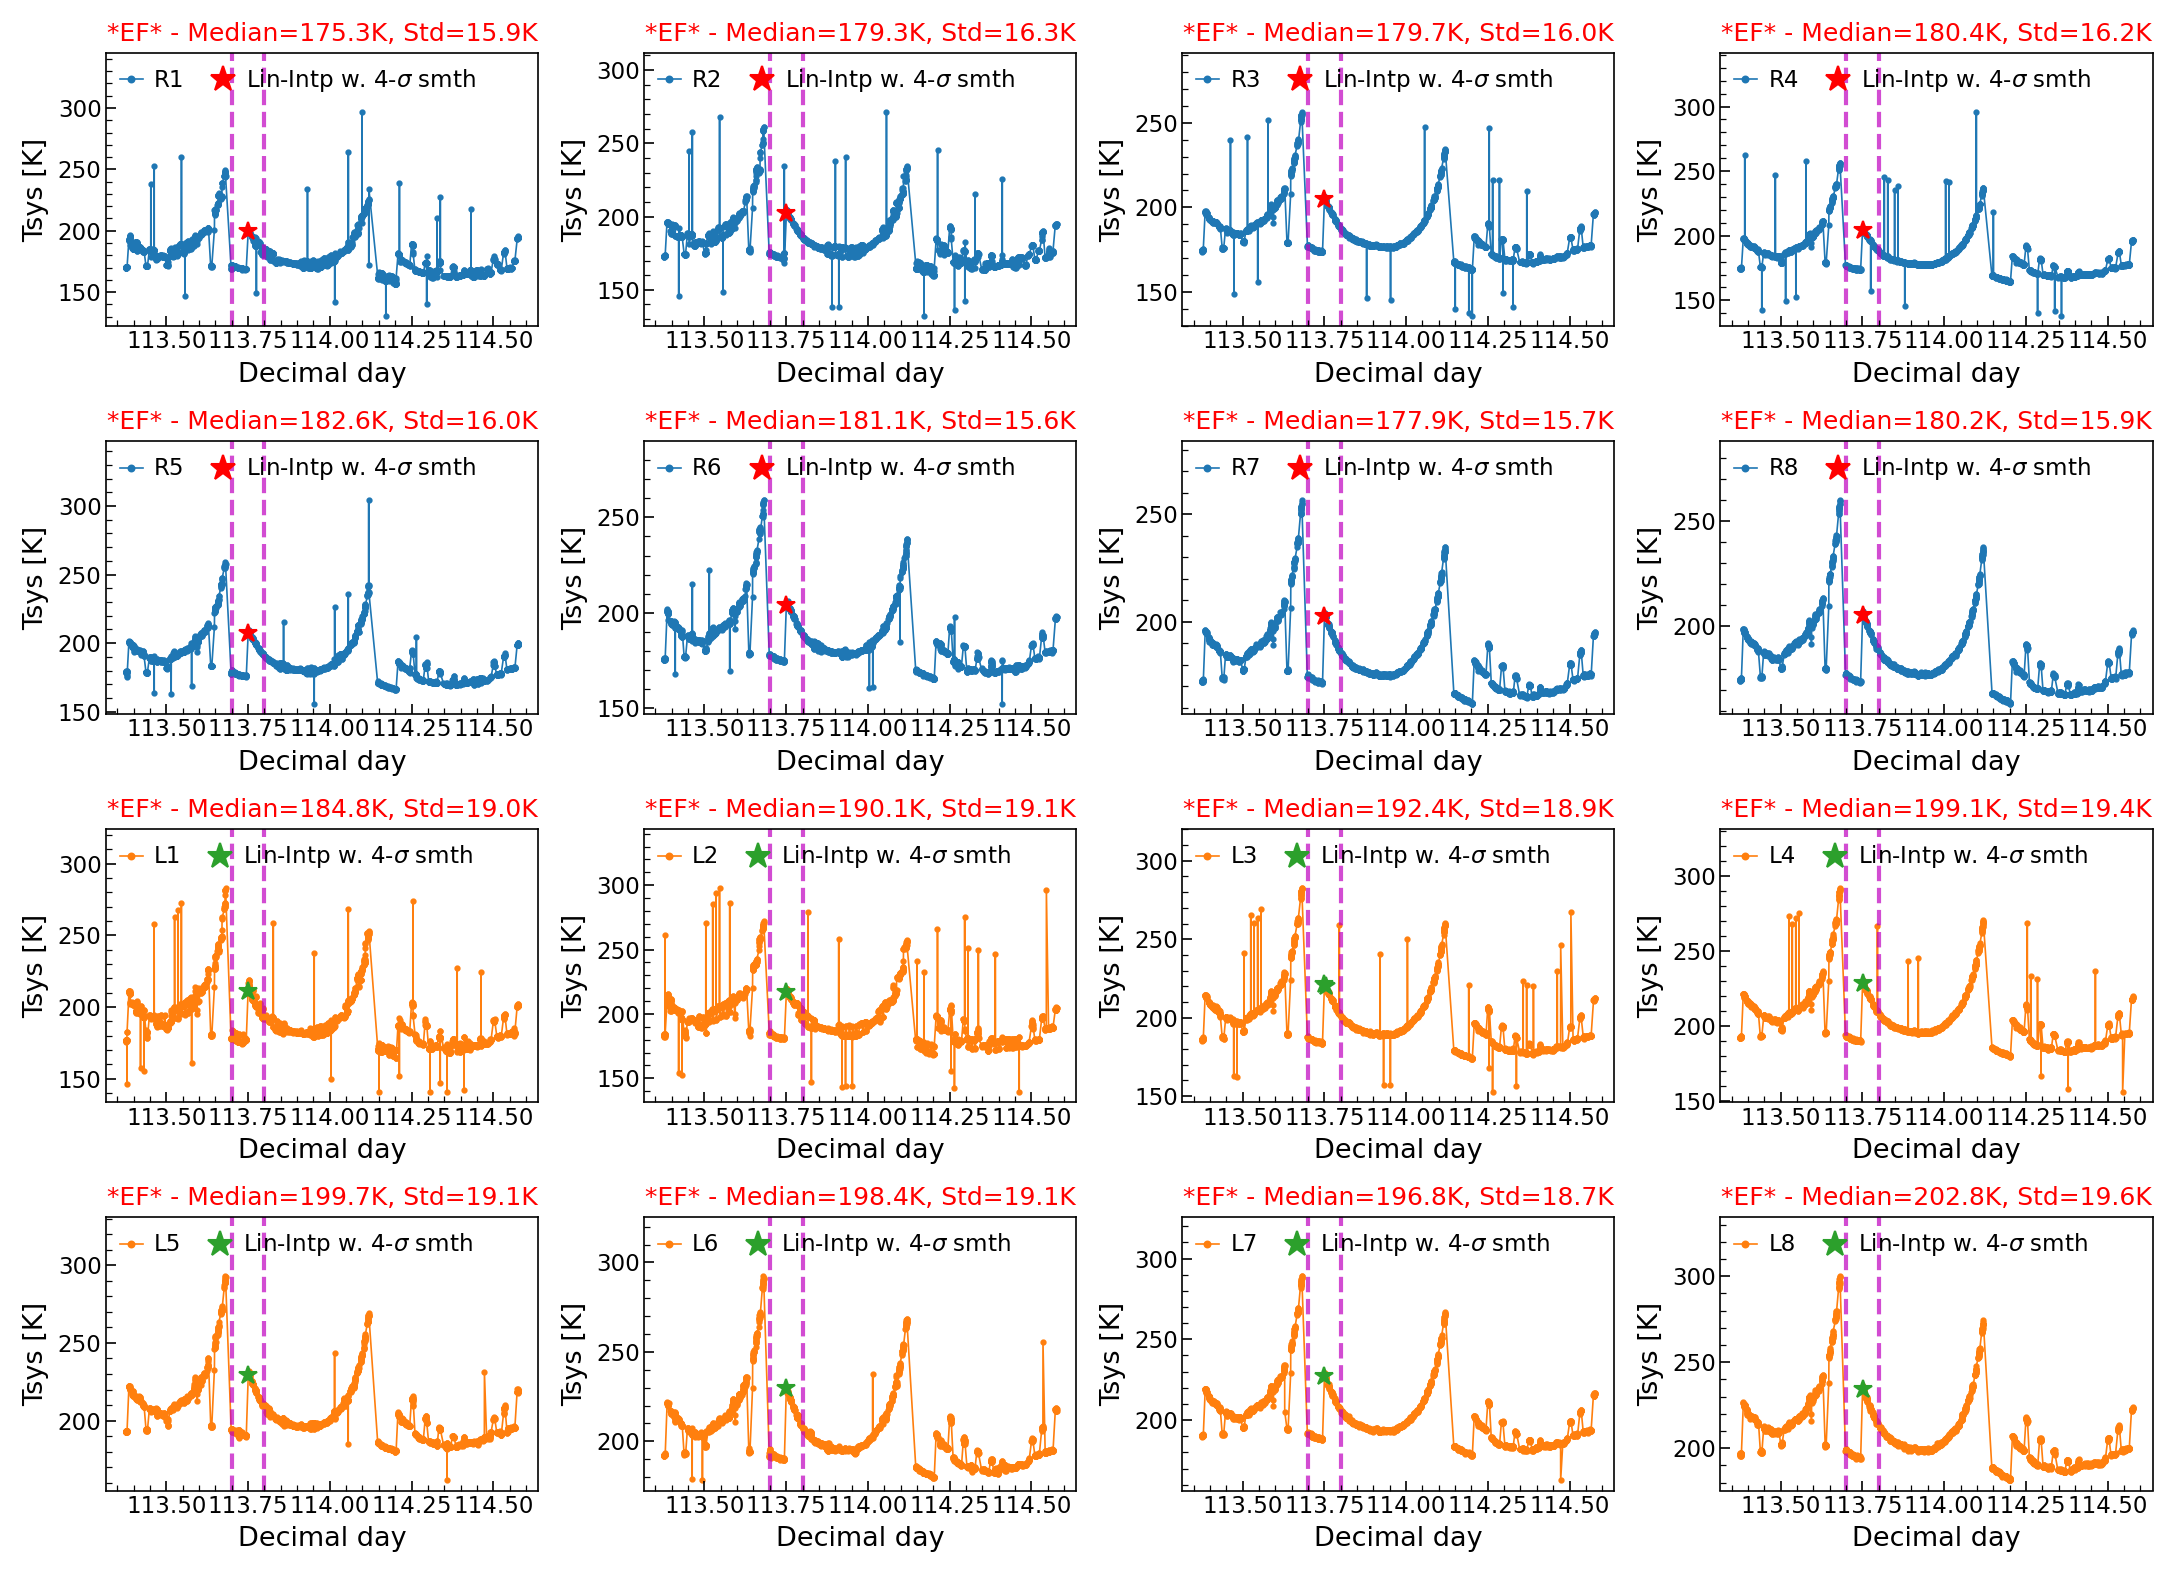 *EF* - Median=175.3K, Std=15.9K
R1 Lin-Intp w. 4-σ smth
Tsys [K]
300
250
200
150
113.50 113.75 114.00 114.25 114.50
Decimal day
*EF* - Median=179.3K, Std=16.3K
R2 Lin-Intp w. 4-σ smth
Tsys [K]
300
250
200
150
113.50 113.75 114.00 114.25 114.50
Decimal day
*EF* - Median=179.7K, Std=16.0K
R3 Lin-Intp w. 4-σ smth
Tsys [K]
250
200
150
113.50 113.75 114.00 114.25 114.50
Decimal day
*EF* - Median=180.4K, Std=16.2K
R4 Lin-Intp w. 4-σ smth
Tsys [K]
300
250
200
150
113.50 113.75 114.00 114.25 114.50
Decimal day
*EF* - Median=182.6K, Std=16.0K
R5 Lin-Intp w. 4-σ smth
Tsys [K]
300
250
200
150
113.50 113.75 114.00 114.25 114.50
Decimal day
*EF* - Median=181.1K, Std=15.6K
R6 Lin-Intp w. 4-σ smth
Tsys [K]
250
200
150
113.50 113.75 114.00 114.25 114.50
Decimal day
*EF* - Median=177.9K, Std=15.7K
R7 Lin-Intp w. 4-σ smth
Tsys [K]
250
200
113.50 113.75 114.00 114.25 114.50
Decimal day
*EF* - Median=180.2K, Std=15.9K
R8 Lin-Intp w. 4-σ smth
Tsys [K]
250
200
113.50 113.75 114.00 114.25 114.50
Decimal day
*EF* - Median=184.8K, Std=19.0K
L1 Lin-Intp w. 4-σ smth
Tsys [K]
300
250
200
150
113.50 113.75 114.00 114.25 114.50
Decimal day
*EF* - Median=190.1K, Std=19.1K
L2 Lin-Intp w. 4-σ smth
Tsys [K]
300
250
200
150
113.50 113.75 114.00 114.25 114.50
Decimal day
*EF* - Median=192.4K, Std=18.9K
L3 Lin-Intp w. 4-σ smth
Tsys [K]
300
250
200
150
113.50 113.75 114.00 114.25 114.50
Decimal day
*EF* - Median=199.1K, Std=19.4K
L4 Lin-Intp w. 4-σ smth
Tsys [K]
300
250
200
150
113.50 113.75 114.00 114.25 114.50
Decimal day
*EF* - Median=199.7K, Std=19.1K
L5 Lin-Intp w. 4-σ smth
Tsys [K]
300
250
200
113.50 113.75 114.00 114.25 114.50
Decimal day
*EF* - Median=198.4K, Std=19.1K
L6 Lin-Intp w. 4-σ smth
Tsys [K]
300
250
200
113.50 113.75 114.00 114.25 114.50
Decimal day
*EF* - Median=196.8K, Std=18.7K
L7 Lin-Intp w. 4-σ smth
Tsys [K]
300
250
200
113.50 113.75 114.00 114.25 114.50
Decimal day
*EF* - Median=202.8K, Std=19.6K
L8 Lin-Intp w. 4-σ smth
Tsys [K]
300
250
200
113.50 113.75 114.00 114.25 114.50
Decimal day